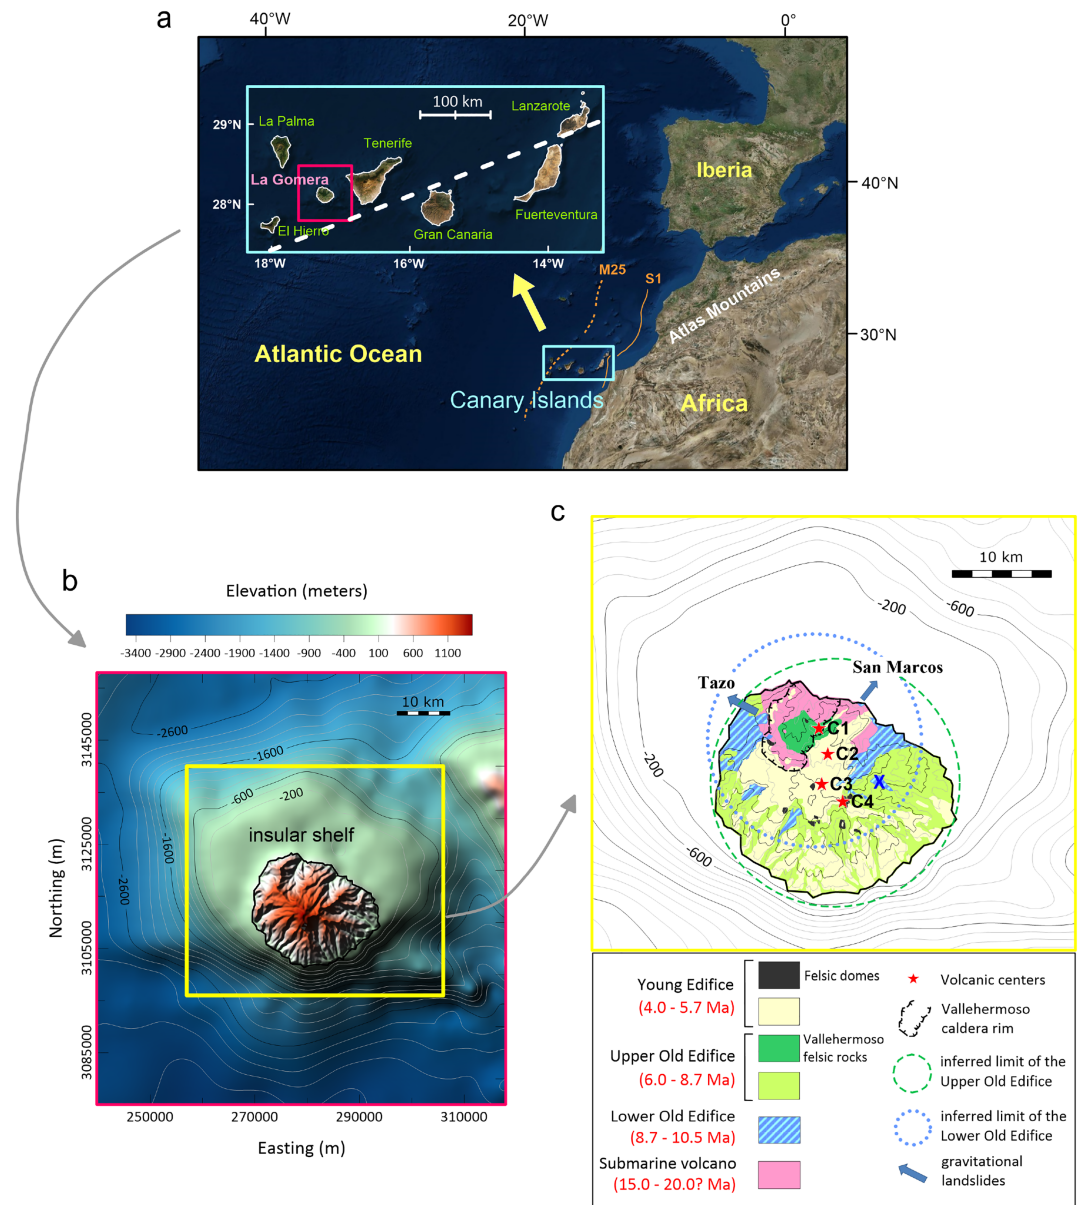 a
40°W
20°W
0°
100 km
Lanzarote
29°N
La Palma
Tenerife
La Gomera
28°N
Fuerteventura
El Hierro
Gran Canaria
18°W
16°W
14°W
Iberia
40°N
M25
S1
Atlas Mountains
30°N
Atlantic Ocean
Canary Islands
Africa
b
Elevation (meters)
-3400 -2900 -2400 -1900 -1400 -900 -400 100 600 1100
10 km
-2600
-1600
-600
-200
insular shelf
-1600
-2600
3145000
3125000
3105000
3085000
Northing (m)
250000
270000
290000
310000
Easting (m)
c
10 km
-200
-600
San Marcos
Tazo
C1
C2
C3
X
C4
-200
-600
Young Edifice
(4.0 - 5.7 Ma)
Felsic domes
Upper Old Edifice
(6.0 - 8.7 Ma)
Vallehermoso
felsic rocks
Lower Old Edifice
(8.7 - 10.5 Ma)
Submarine volcano
(15.0 - 20.0? Ma)
Volcanic centers
Vallehermoso
caldera rim
inferred limit of the
Upper Old Edifice
inferred limit of the
Lower Old Edifice
gravitational
landslides